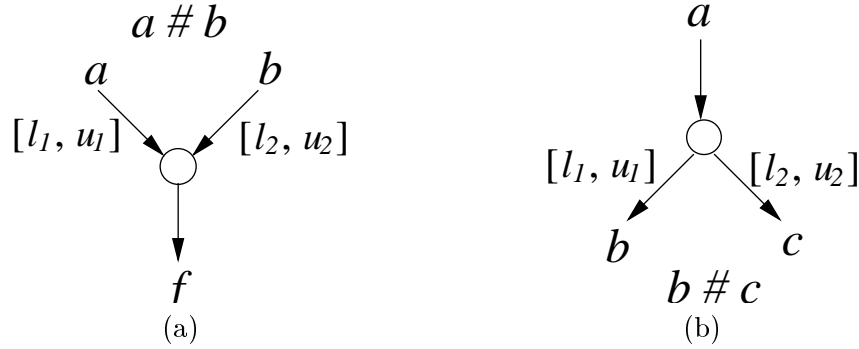 a # b
a b
[l1, u1] [l2, u2]
f
(a)
a
[l1, u1] [l2, u2]
b c
b # c
(b)